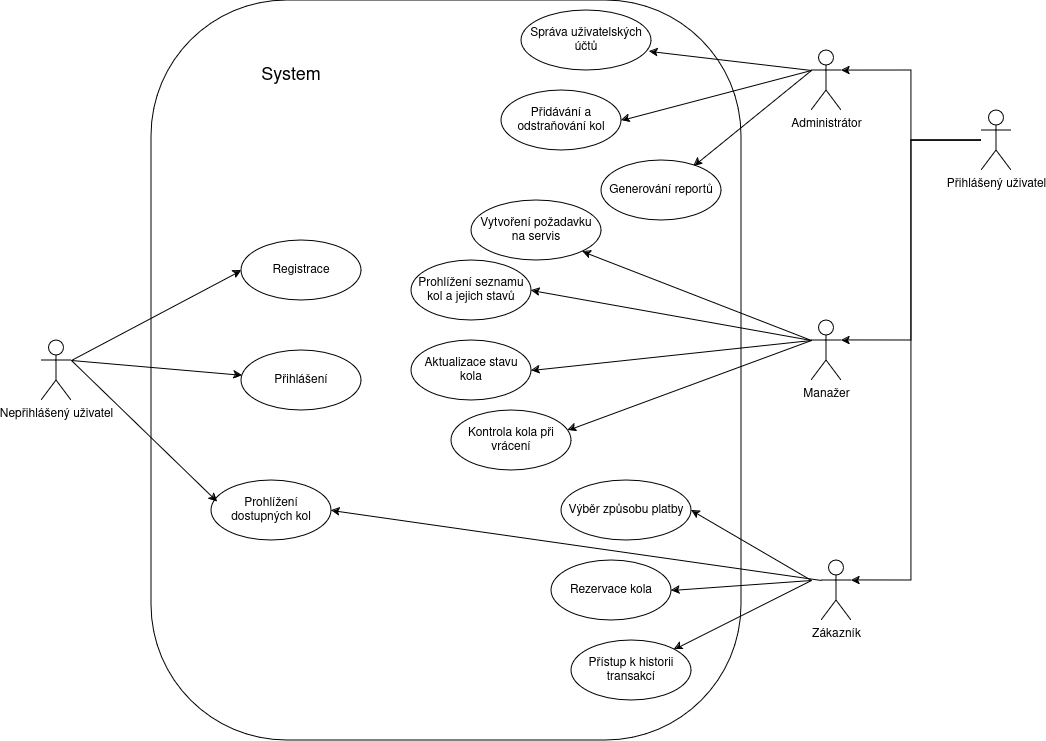 Správa uživatelských
účtů
System
Přidávání a
odstraňování kol
Administrátor
Generování reportů
Přihlášený uživatel
Vytvoření požadavku
na servis
Registrace
Prohlížení seznamu
kol a jejich stavů
Aktualizace stavu
kola
Přihlášení
Manažer
Nepřihlášený uživatel
Kontrola kola při
vrácení
Prohlížení
dostupných kol
Výběr způsobu platby
Rezervace kola
Zákazník
Přístup k historii
transakcí